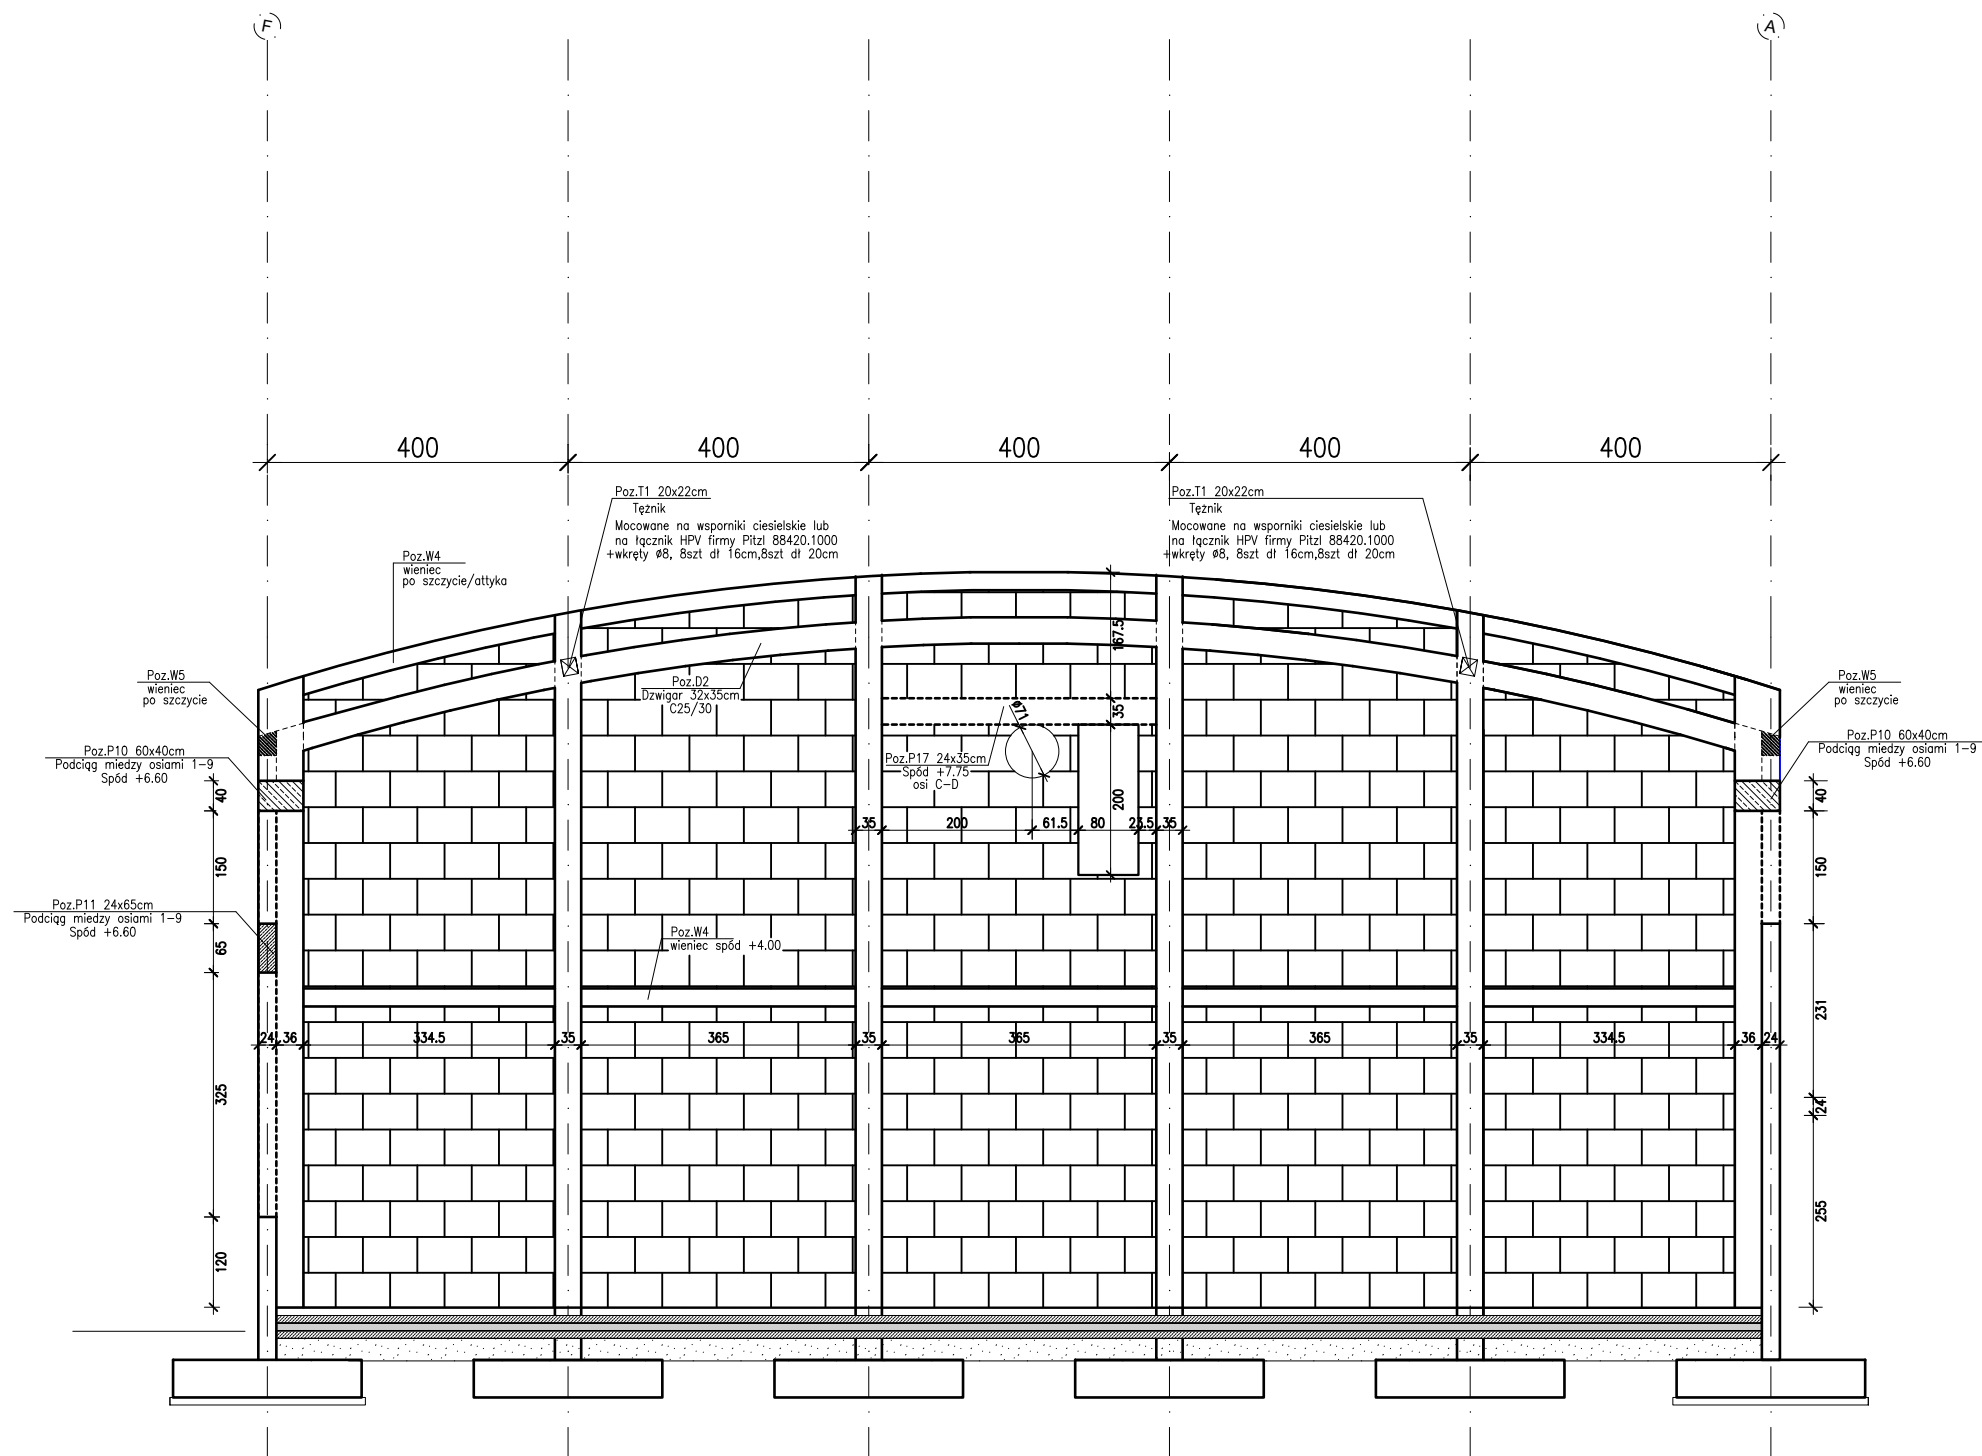 F
A
400
400
400
400
400
Poz.T1 20x22cm
Tężnik
Mocowane na wsporniki ciesielskie lub
na łącznik HPV firmy Pitzl 88420.1000
+wkręty ø8, 8szt dł 16cm,8szt dł 20cm
Poz.T1 20x22cm
Tężnik
Mocowane na wsporniki ciesielskie lub
na łącznik HPV firmy Pitzl 88420.1000
+wkręty ø8, 8szt dł 16cm,8szt dł 20cm
Poz.W4
wieniec
po szczycie/attyka
167.5
Poz.W5
wieniec
po szczycie
Poz.D2
Dzwigar 32x35cm
C25/30
35
ø71
Poz.W5
wieniec
po szczycie
Poz.P10 60x40cm
Podciąg miedzy osiami 1-9
Spód +6.60
40
Poz.P17 24x35cm
Spód +7.75
osi C-D
200
Poz.P10 60x40cm
Podciąg miedzy osiami 1-9
Spód +6.60
40
35
200
61.5
80
23.5
35
150
150
Poz.P11 24x65cm
Podciąg miedzy osiami 1-9
Spód +6.60
65
Poz.W4
wieniec spód +4.00
231
24
36
334.5
35
365
35
365
35
365
35
334.5
36
24
325
24
255
120